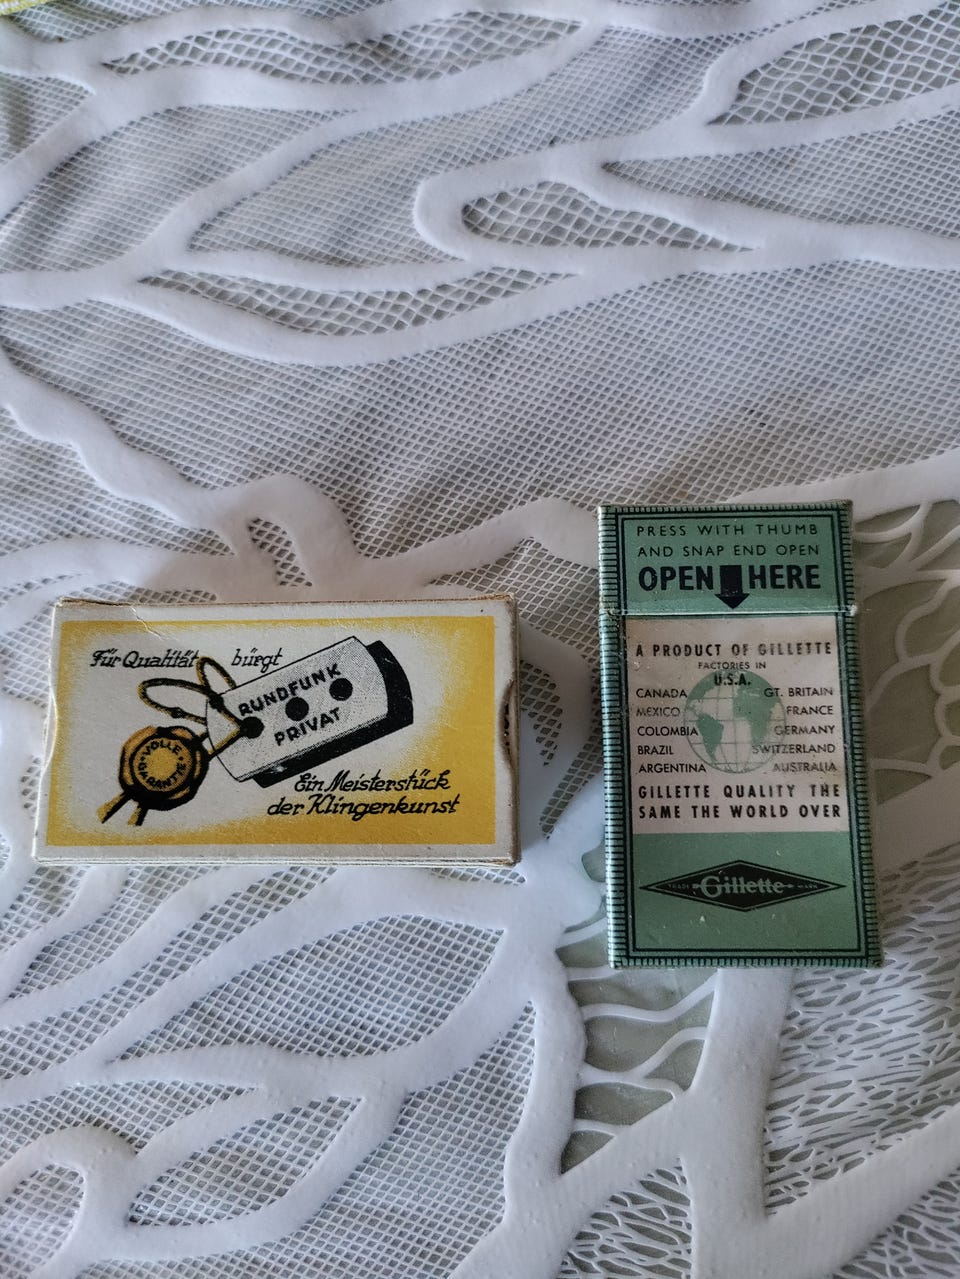 Für Qualität bürgt
RUNDFUNK
PRIVAT
VOLLE
GARANTIE
Ein Meisterstück
der Klingenkunst
PRESS WITH THUMB
AND SNAP END OPEN
OPEN HERE
A PRODUCT OF GILLETTE
FACTORIES IN
U.S.A.
CANADA GT. BRITAIN
MEXICO FRANCE
COLOMBIA GERMANY
BRAZIL SWITZERLAND
ARGENTINA AUSTRALIA
GILLETTE QUALITY THE
SAME THE WORLD OVER
TRADE Gillette MARK